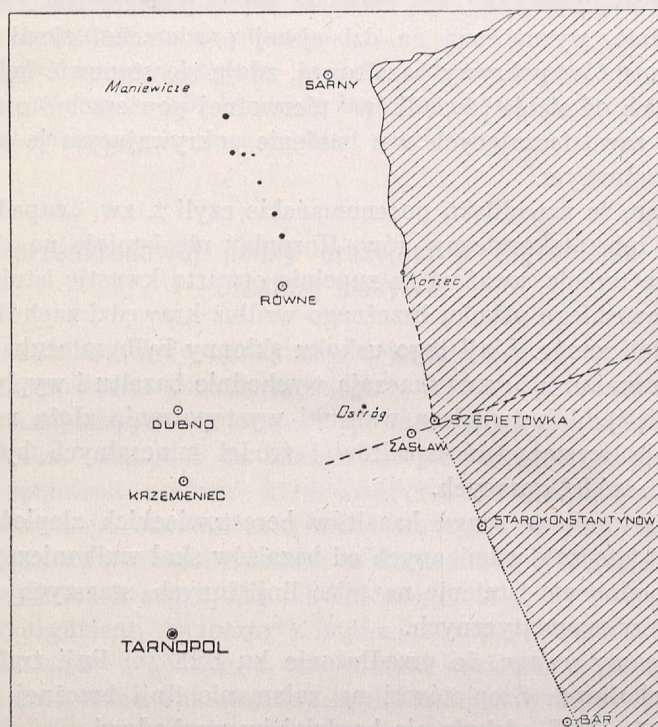 Maniewicze
SARNY
Korzec
RÓWNE
Ostróg
DUBNO
SZEPIETÓWKA
ZASŁAW
KRZEMIENIEC
STAROKONSTANTYNÓW
TARNOPOL
BAR